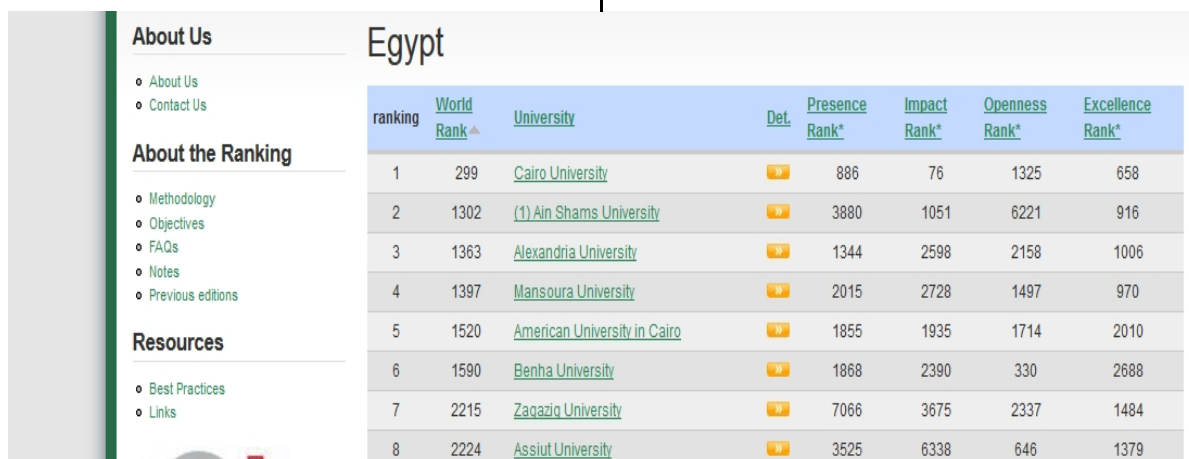 About Us
About Us
Contact Us
About the Ranking
Methodology
Objectives
FAQs
Notes
Previous editions
Resources
Best Practices
Links
Egypt
ranking World Rank University Det. Presence Rank* Impact Rank* Openness Rank* Excellence Rank*
1 299 Cairo University 886 76 1325 658
2 1302 (1) Ain Shams University 3880 1051 6221 916
3 1363 Alexandria University 1344 2598 2158 1006
4 1397 Mansoura University 2015 2728 1497 970
5 1520 American University in Cairo 1855 1935 1714 2010
6 1590 Benha University 1868 2390 330 2688
7 2215 Zagazig University 7066 3675 2337 1484
8 2224 Assiut University 3525 6338 646 1379